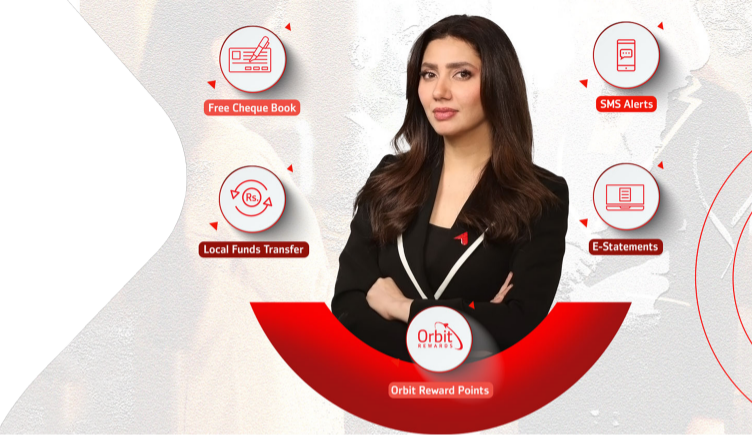 Free Cheque Book
SMS Alerts
Rs.
Local Funds Transfer
E-Statements
Orbit
REWARDS
Orbit Reward Points